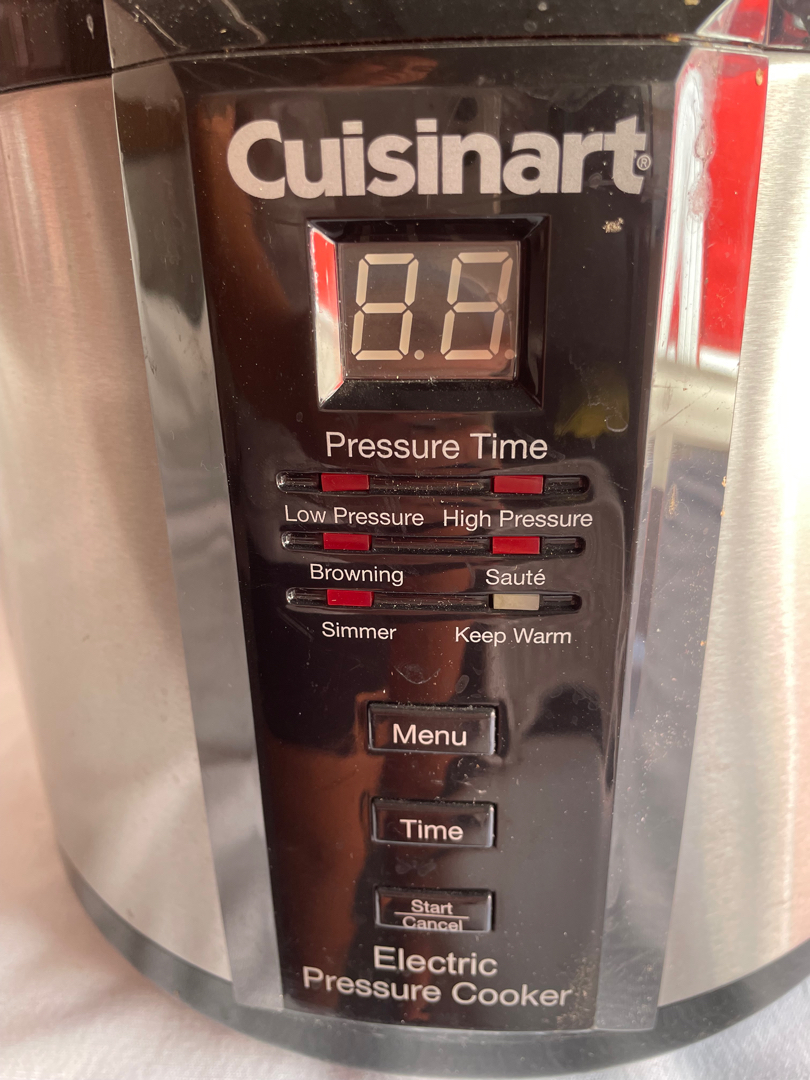 Cuisinart®
8.8.
Pressure Time
Low Pressure High Pressure
Browning Sauté
Simmer Keep Warm
Menu
Time
Start
Cancel
Electric
Pressure Cooker